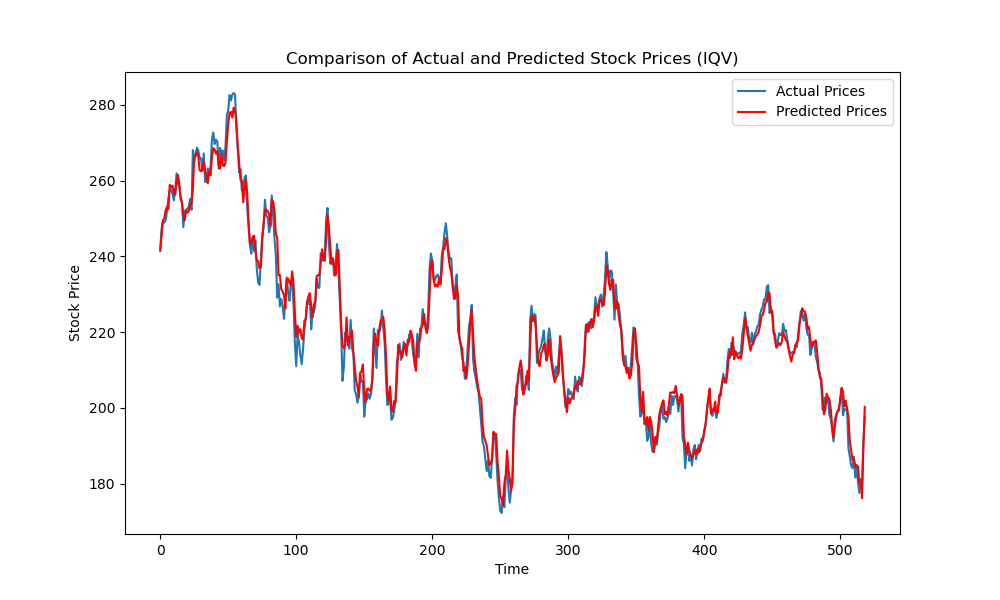 Comparison of Actual and Predicted Stock Prices (IQV)
Actual Prices
Predicted Prices
Stock Price
280
260
240
220
200
180
0 100 200 300 400 500
Time